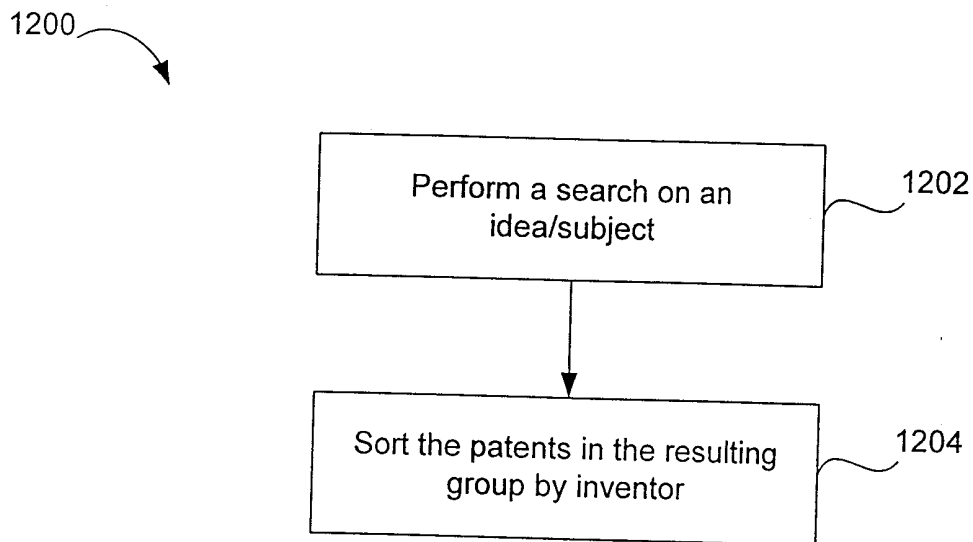 1200
Perform a search on an
idea/subject
1202
Sort the patents in the resulting
group by inventor
1204